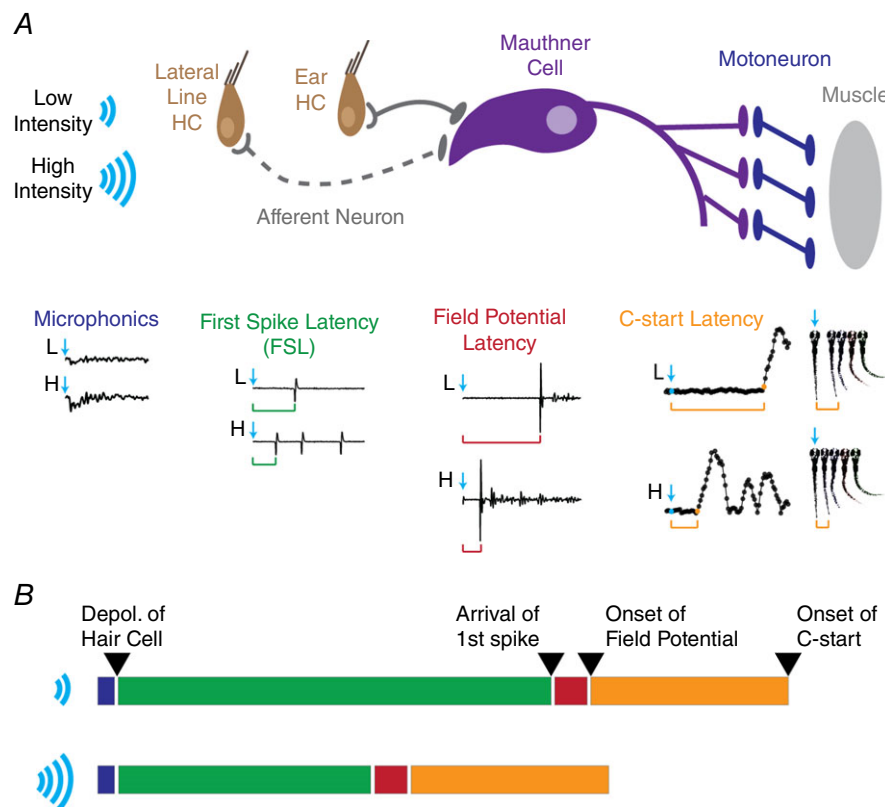 A
Low
Intensity
High
Intensity
Lateral
Line
HC
Ear
HC
Afferent Neuron
Mauthner
Cell
Motoneuron
Muscle
Microphonics
L
H
First Spike Latency
(FSL)
L
H
Field Potential
Latency
L
H
C-start Latency
L
H
B
Depol. of
Hair Cell
Arrival of
1st spike
Onset of
Field Potential
Onset of
C-start